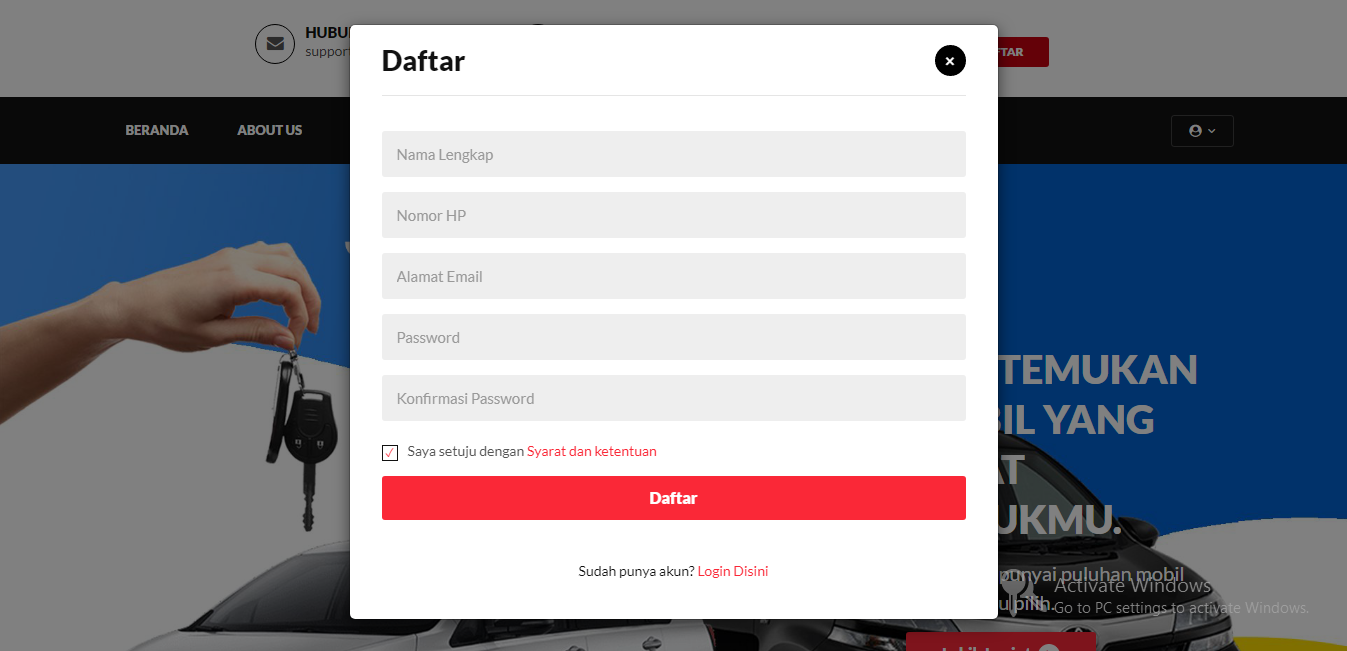 HUBU
support
TAR
Daftar
BERANDA
ABOUT US
Nama Lengkap
Nomor HP
Alamat Email
Password
Konfirmasi Password
Saya setuju dengan Syarat dan ketentuan
Daftar
Sudah punya akun? Login Disini
TEMUKAN
BIL YANG
AT
UKMU.
punyai puluhan mobil
u pilih.
Activate Windows
Go to PC settings to activate Windows.